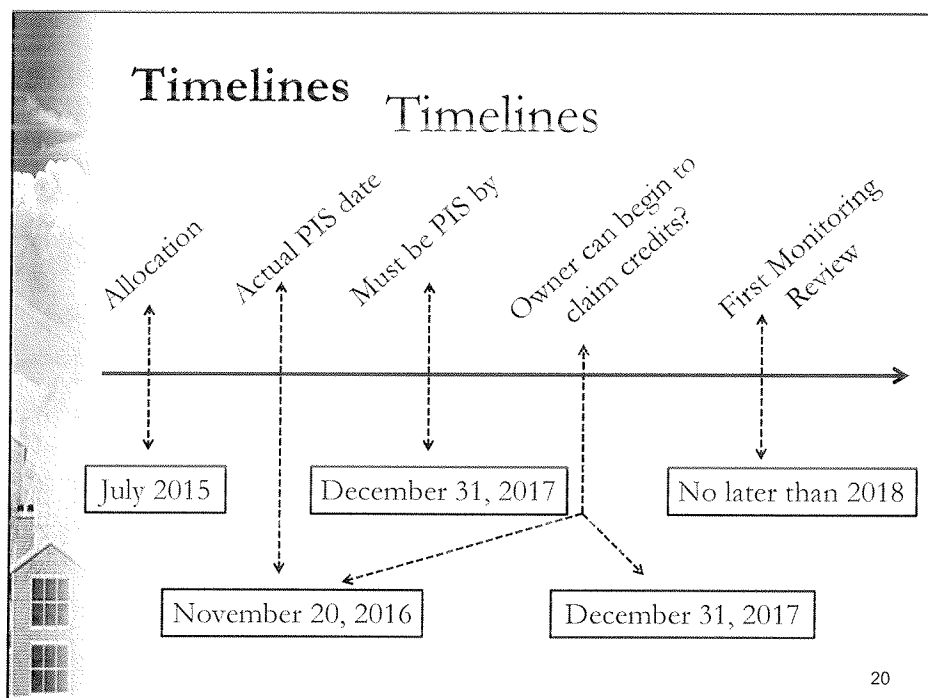 Timelines
Timelines
Allocation
Actual PIS date
Must be PIS by
Owner can begin to
claim credits?
First Monitoring
Review
July 2015
December 31, 2017
No later than 2018
November 20, 2016
December 31, 2017
20